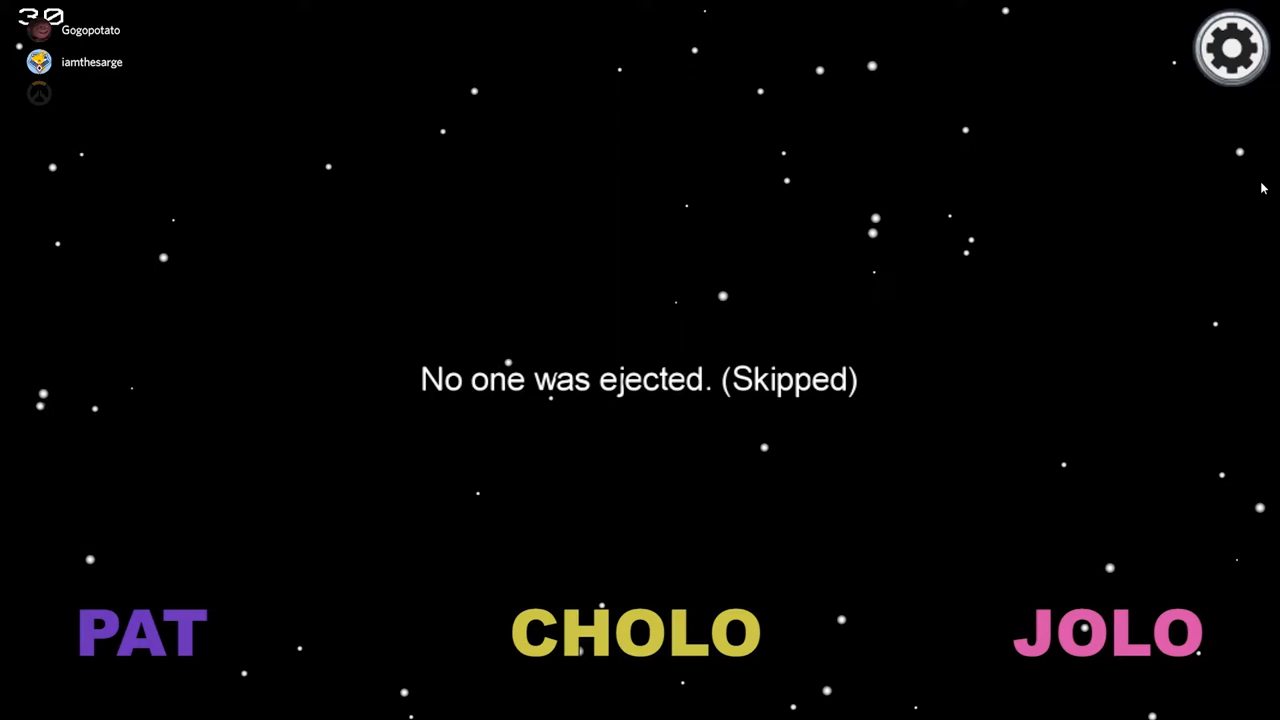 30
Gogopotato
iamthesarge
No one was ejected. (Skipped)
PAT CHOLO JOLO